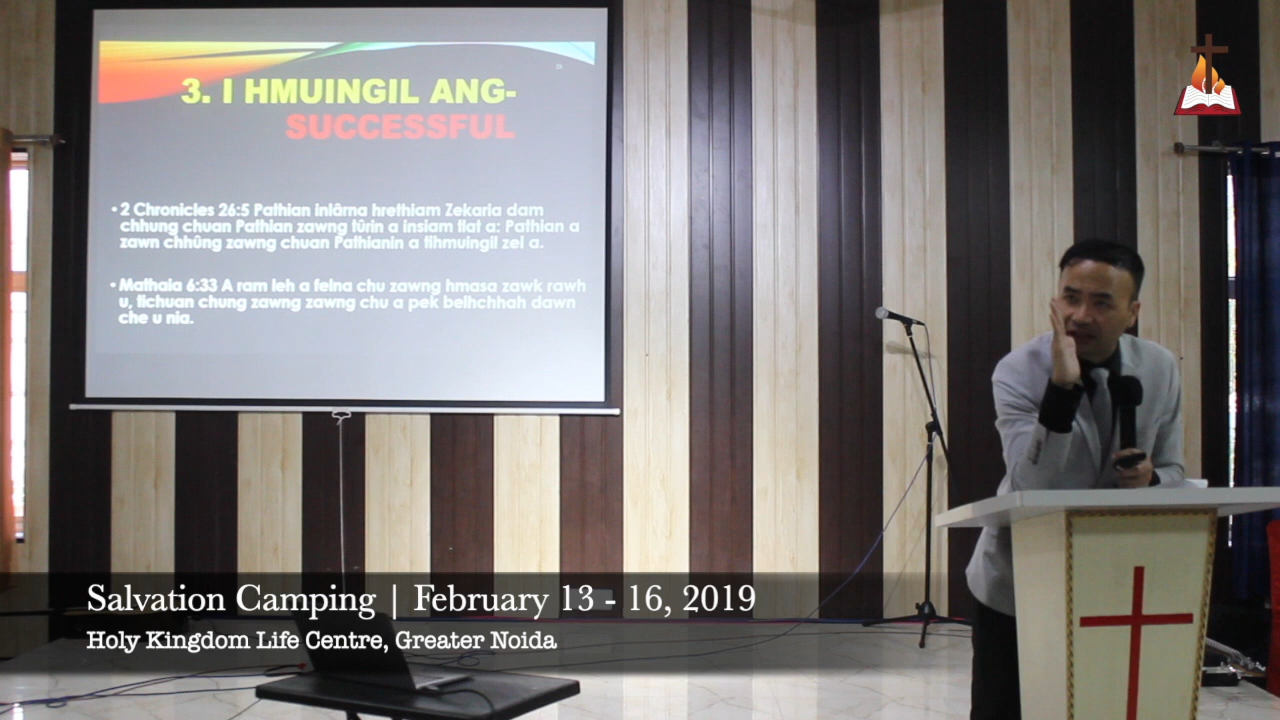 3. I HMUINGIL ANG-
SUCCESSFUL
• 2 Chronicles 26:5 Pathian inlârna hrethiam Zekaria dam
chhung chuan Pathian zawng tûrin a insiam tlat a: Pathian a
zawn chhûng zawng chuan Pathianin a tihmuingil zel a.
• Mathaia 6:33 A ram leh a felna chu zawng hmasa zawk rawh
u, tichuan chung zawng zawng chu a pek belhchhah dawn
che u nia.
Salvation Camping | February 13 - 16, 2019
Holy Kingdom Life Centre, Greater Noida